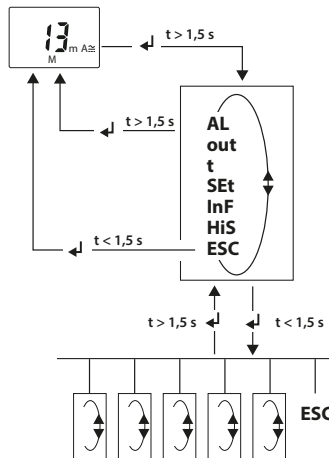 13 m A≅
M
t > 1,5 s
t > 1,5 s
AL
out
t
SEt
InF
HiS
ESC
t < 1,5 s
t > 1,5 s
t < 1,5 s
ESC